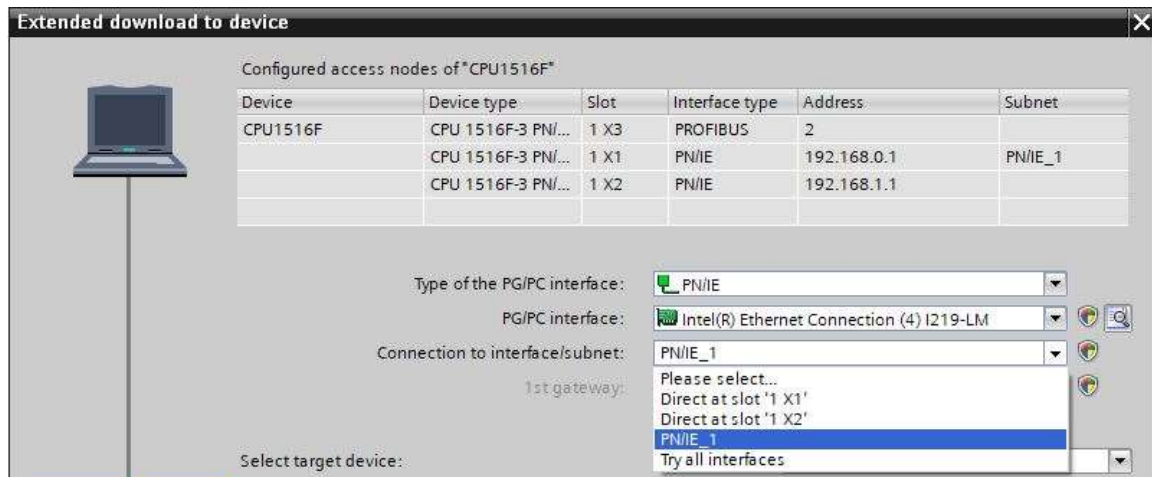 Extended download to device
Configured access nodes of "CPU1516F"
Device Device type Slot Interface type Address Subnet
CPU1516F CPU 1516F-3 PN/... 1 X3 PROFIBUS 2
CPU 1516F-3 PN/... 1 X1 PN/IE 192.168.0.1 PN/IE_1
CPU 1516F-3 PN/... 1 X2 PN/IE 192.168.1.1
Type of the PG/PC interface: PN/IE
PG/PC interface: Intel(R) Ethernet Connection (4) I219-LM
Connection to interface/subnet: PN/IE_1
Please select...
1st gateway: Direct at slot '1 X1'
Direct at slot '1 X2'
PN/IE_1
Select target device: Try all interfaces